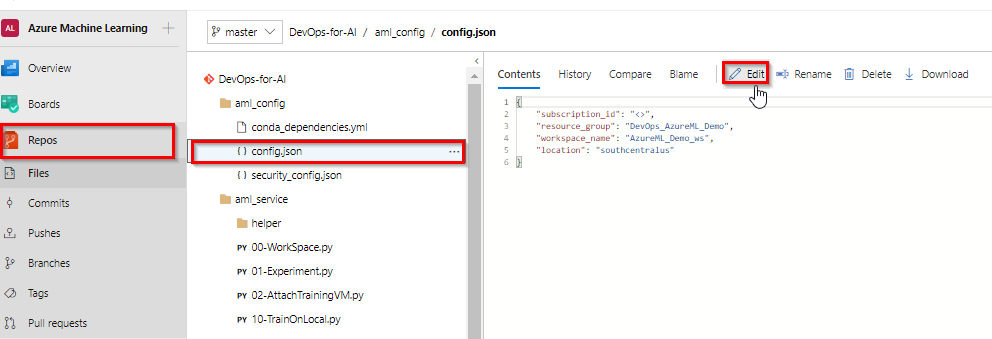 AL Azure Machine Learning
Overview
Boards
Repos
Files
Commits
Pushes
Branches
Tags
Pull requests
master DevOps-for-AI / aml_config / config.json
DevOps-for-AI
aml_config
conda_dependencies.yml
{ } config.json ...
{ } security_config.json
aml_service
helper
PY 00-WorkSpace.py
PY 01-Experiment.py
PY 02-AttachTrainingVM.py
PY 10-TrainOnLocal.py
Contents History Compare Blame Edit Rename Delete Download
1 {
2 "subscription_id": "<>",
3 "resource_group": "DevOps_AzureML_Demo",
4 "workspace_name": "AzureML_Demo_ws",
5 "location": "southcentralus"
6 }